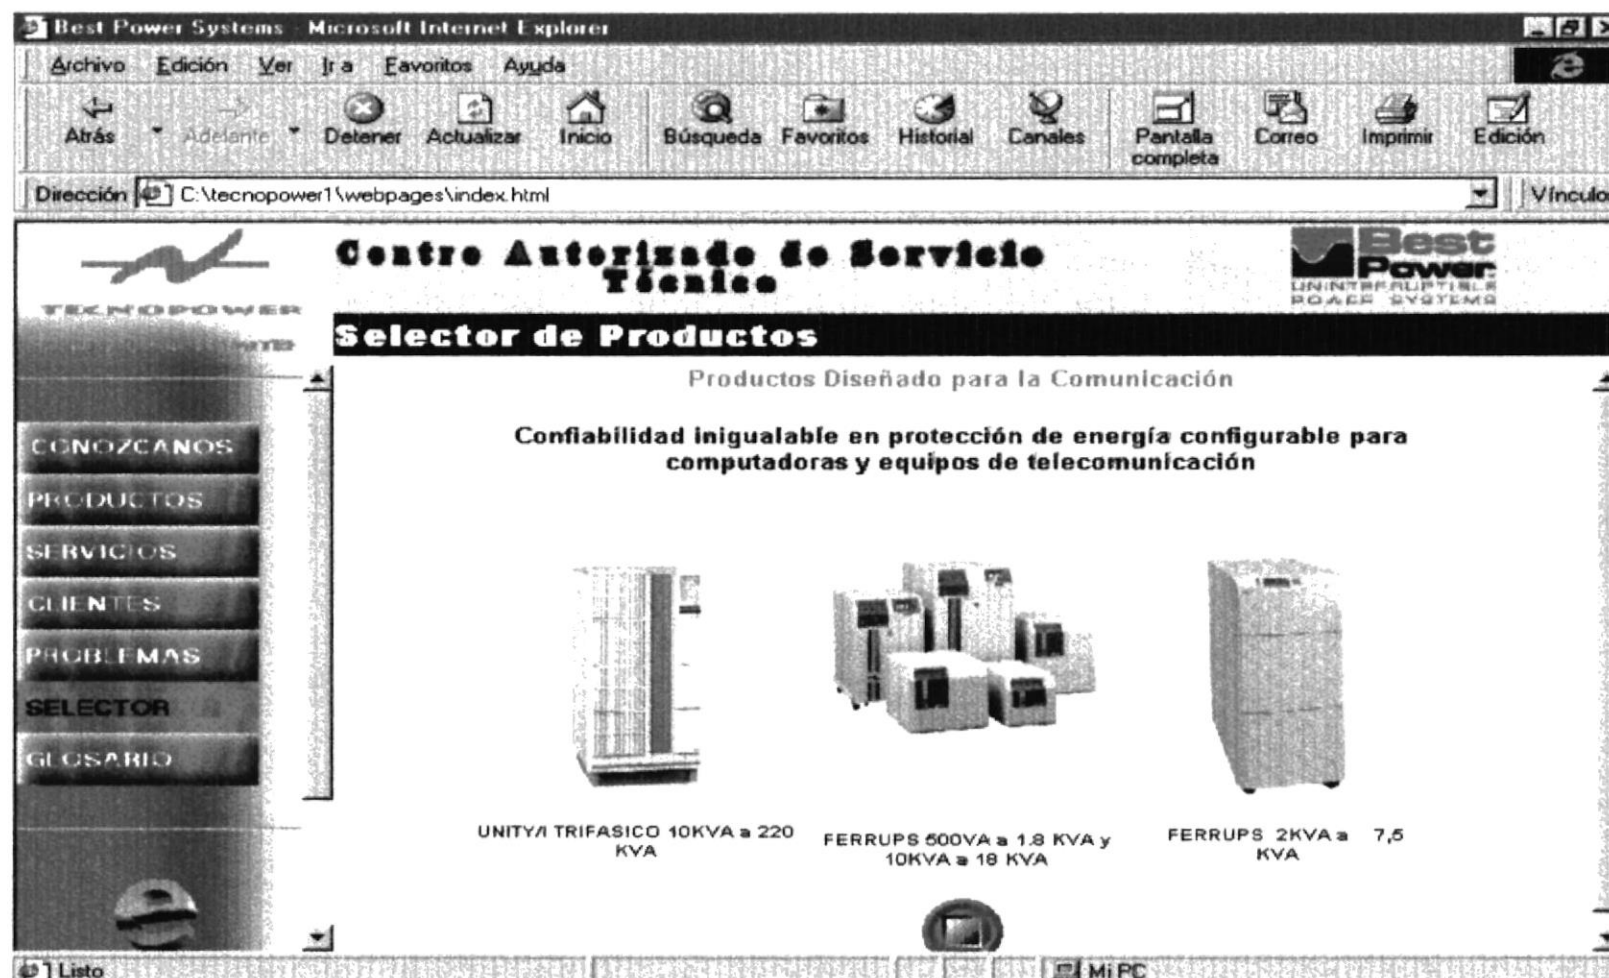 Best Power Systems - Microsoft Internet Explorer
Archivo Edición Ver Ir a Favoritos Ayuda
Atrás Adelante Detener Actualizar Inicio Búsqueda Favoritos Historial Canales Pantalla completa Correo Imprimir Edición
Dirección C:\tecnopower1\webpages\index.html Vínculo
TECNOPOWER
Centro Autorizado de Servicio
Técnico
Best
Power
UNINTERRUPTIBLE
POWER SYSTEMS
Selector de Productos
Productos Diseñado para la Comunicación
Confiabilidad inigualable en protección de energía configurable para
computadoras y equipos de telecomunicación
CONOZCANOS
PRODUCTOS
SERVICIOS
CLIENTES
PROBLEMAS
SELECTOR
GLOSARIO
UNITY/I TRIFASICO 10KVA a 220
KVA
FERRUPS 500VA a 1.8 KVA y
10KVA a 18 KVA
FERRUPS 2KVA a 7,5
KVA
Listo
Mi PC